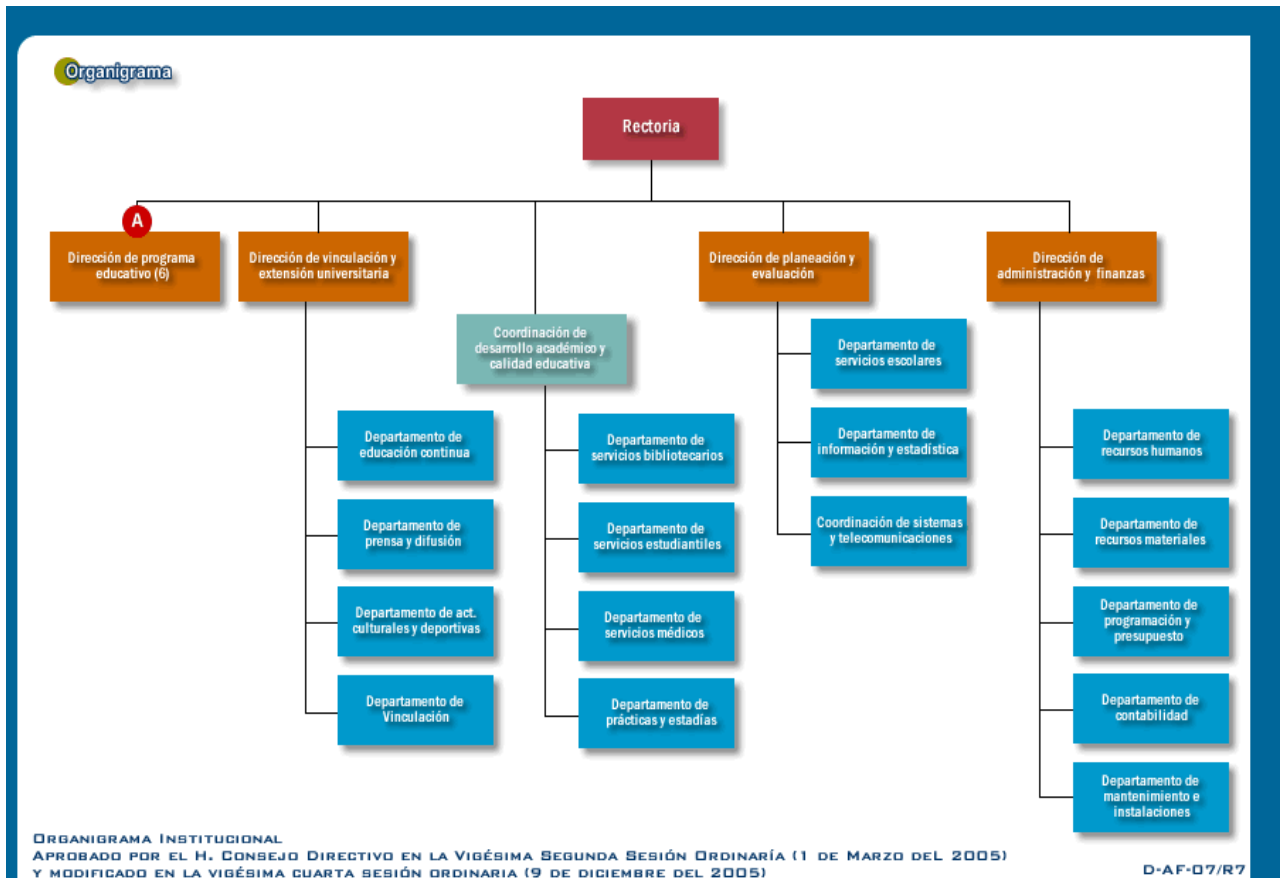 Organigrama
Rectoria
A
Dirección de programa
educativo (6)
Dirección de vinculación y
extensión universitaria
Dirección de planeación y
evaluación
Dirección de
administración y finanzas
Coordinación de
desarrollo académico y
calidad educativa
Departamento de
educación continua
Departamento de
prensa y difusión
Departamento de act.
culturales y deportivas
Departamento de
Vinculación
Departamento de
servicios bibliotecarios
Departamento de
servicios estudiantiles
Departamento de
servicios médicos
Departamento de
prácticas y estadías
Departamento de
servicios escolares
Departamento de
información y estadística
Coordinación de sistemas
y telecomunicaciones
Departamento de
recursos humanos
Departamento de
recursos materiales
Departamento de
programación y
presupuesto
Departamento de
contabilidad
Departamento de
mantenimiento e
instalaciones
Organigrama Institucional
Aprobado por el H. Consejo Directivo en la Vigésima Segunda Sesión Ordinaría (1 de Marzo del 2005)
y modificado en la vigésima cuarta sesión ordinaria (9 de diciembre del 2005)
D-AF-07/R7